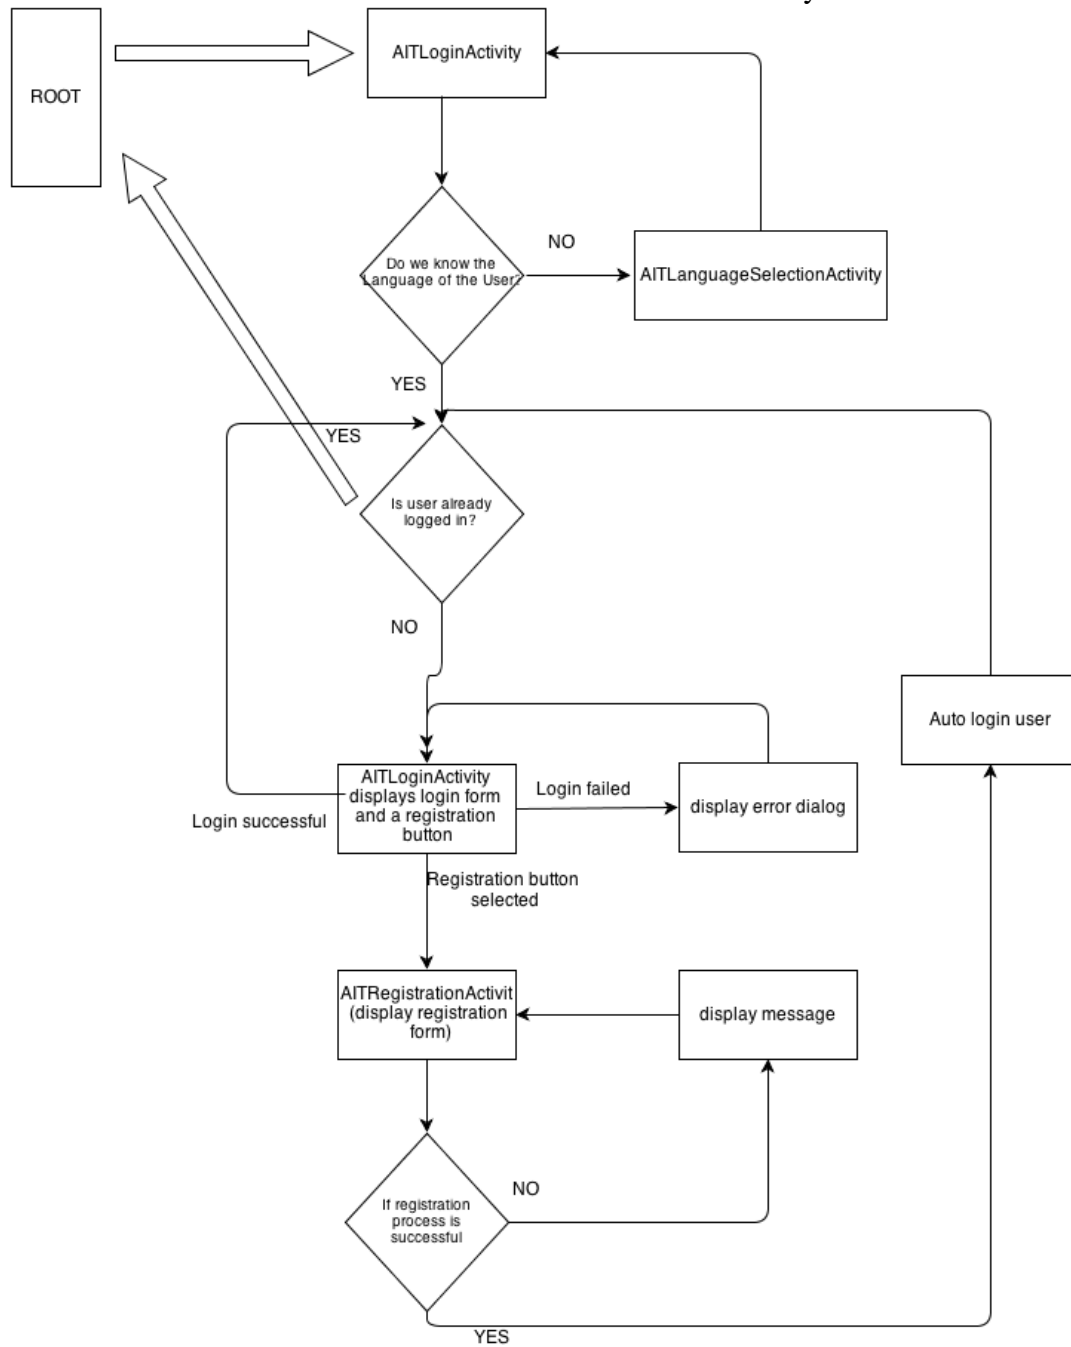 ROOT
AITLoginActivity
Do we know the
Language of the User?
NO
AITLanguageSelectionActivity
YES
YES
Is user already
logged in?
NO
Auto login user
AITLoginActivity
displays login form
and a registration
button
Login failed
display error dialog
Login successful
Registration button
selected
AITRegistrationActivit
(display registration
form)
display message
If registration
process is
successful
NO
YES